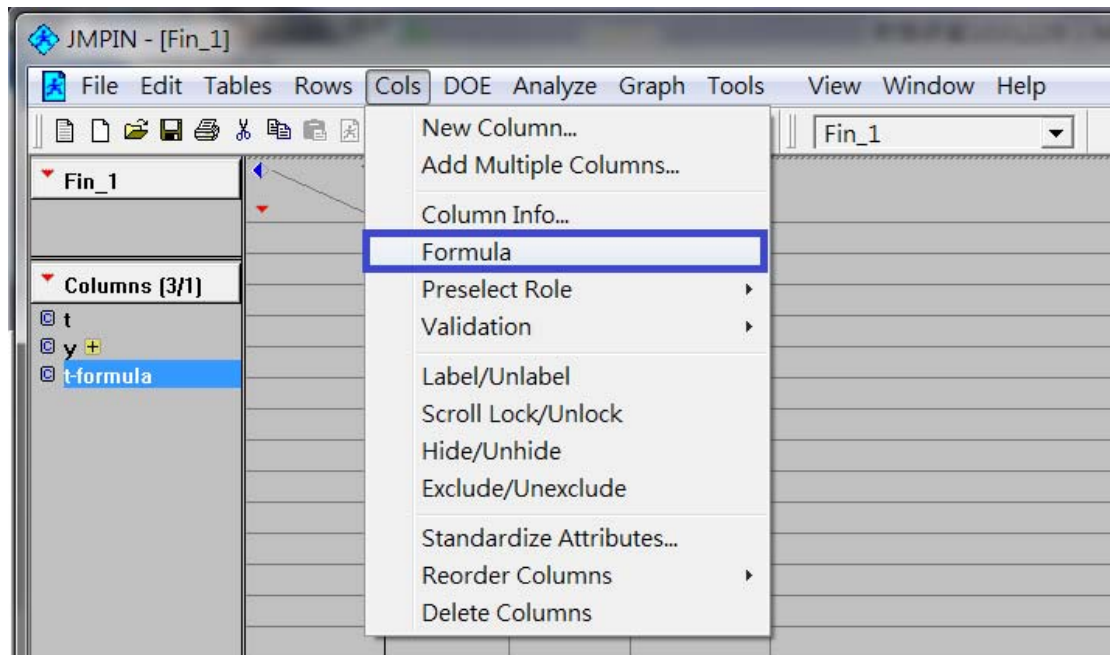 JMPIN - [Fin_1]
File Edit Tables Rows Cols DOE Analyze Graph Tools View Window Help
Fin_1
Fin_1
Columns (3/1)
t
y
t-formula
New Column...
Add Multiple Columns...
Column Info...
Formula
Preselect Role
Validation
Label/Unlabel
Scroll Lock/Unlock
Hide/Unhide
Exclude/Unexclude
Standardize Attributes...
Reorder Columns
Delete Columns